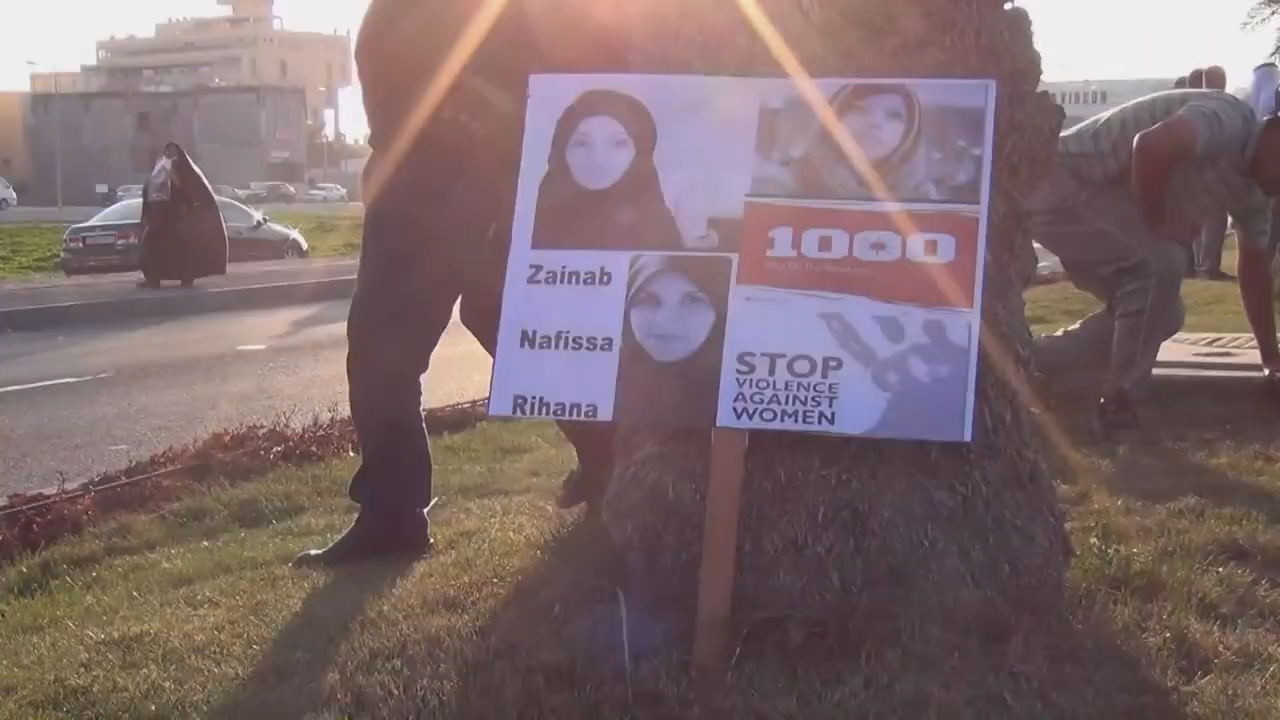 Zainab
Nafissa
Rihana
1000
STOP
VIOLENCE
AGAINST
WOMEN